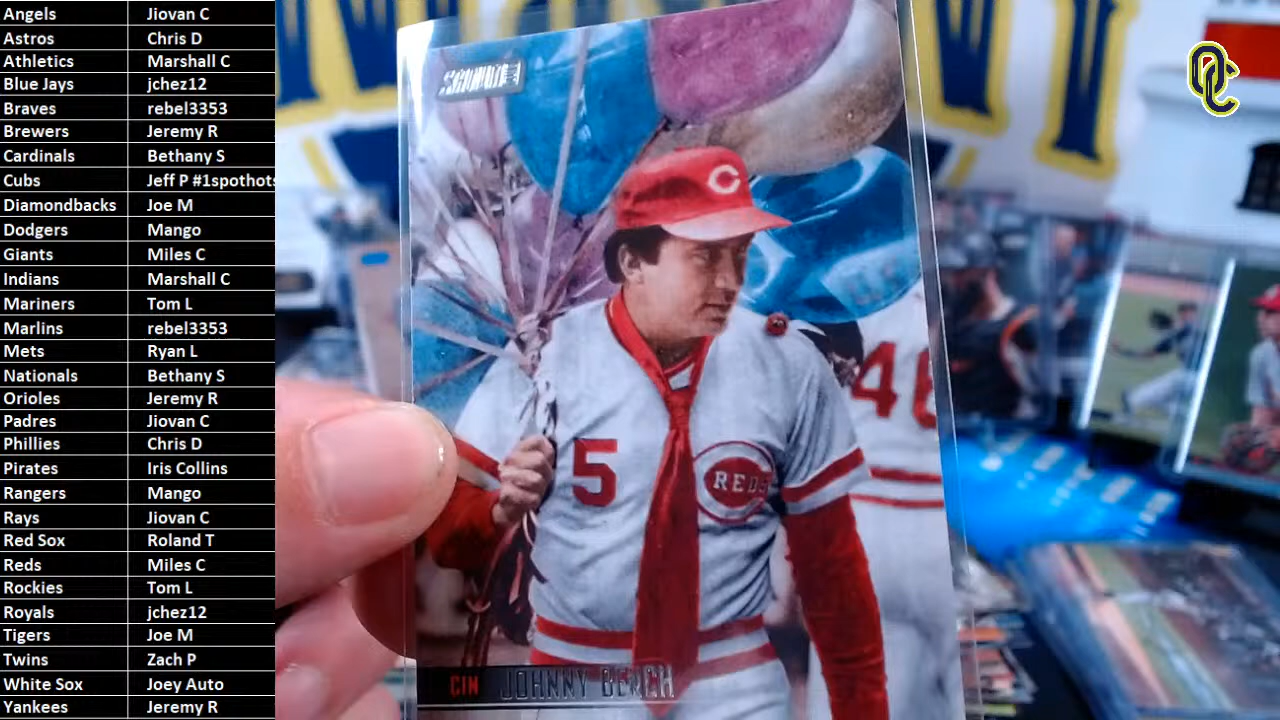 Angels Jiovan C
Astros Chris D
Athletics Marshall C
Blue Jays jchez12
Braves rebel3353
Brewers Jeremy R
Cardinals Bethany S
Cubs Jeff P #1spothots
Diamondbacks Joe M
Dodgers Mango
Giants Miles C
Indians Marshall C
Mariners Tom L
Marlins rebel3353
Mets Ryan L
Nationals Bethany S
Orioles Jeremy R
Padres Jiovan C
Phillies Chris D
Pirates Iris Collins
Rangers Mango
Rays Jiovan C
Red Sox Roland T
Reds Miles C
Rockies Tom L
Royals jchez12
Tigers Joe M
Twins Zach P
White Sox Joey Auto
Yankees Jeremy R
OC
C
46
5
REDS
CIN JOHNNY BENCH